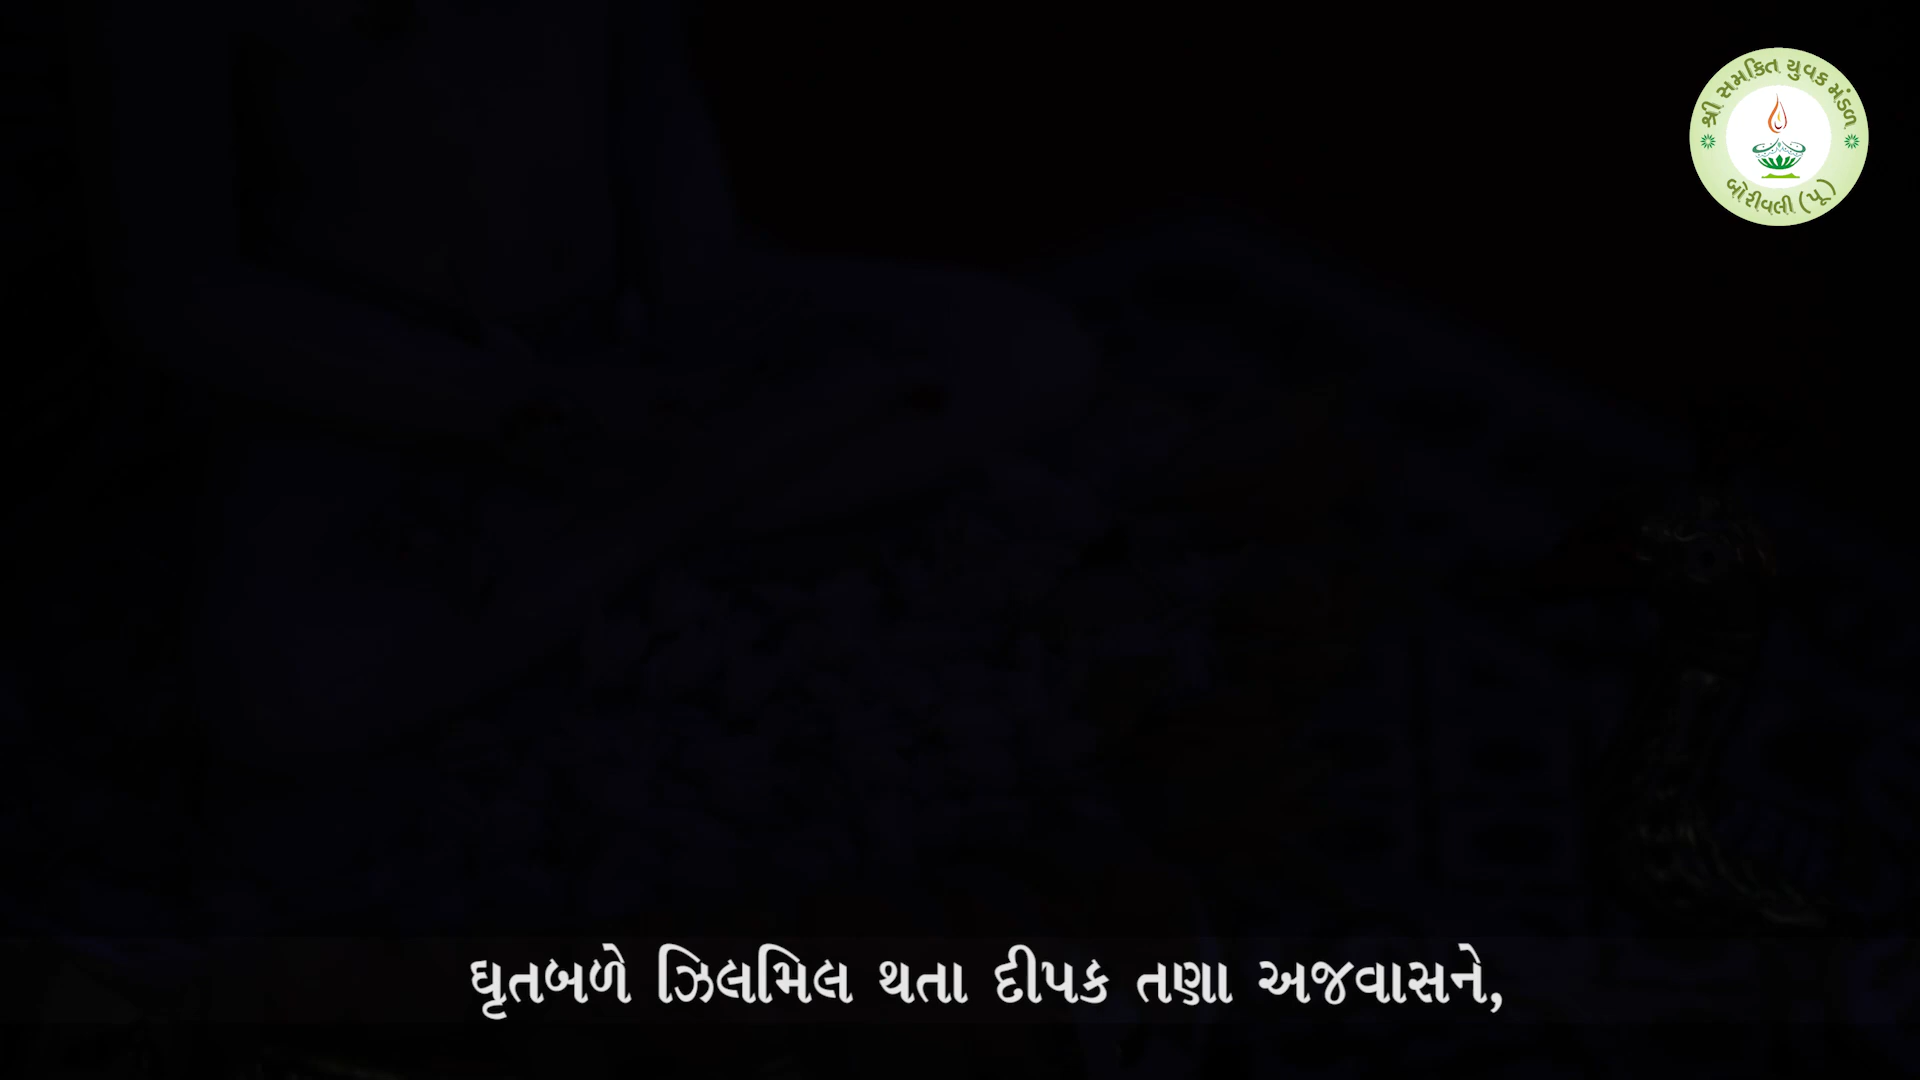 શ્રી સમકિત યુવક મંડળ
બોરીવલી (પૂ.)
ઘૃતબળે ઝિલમિલ થતા દીપક તણા અજવાસને,